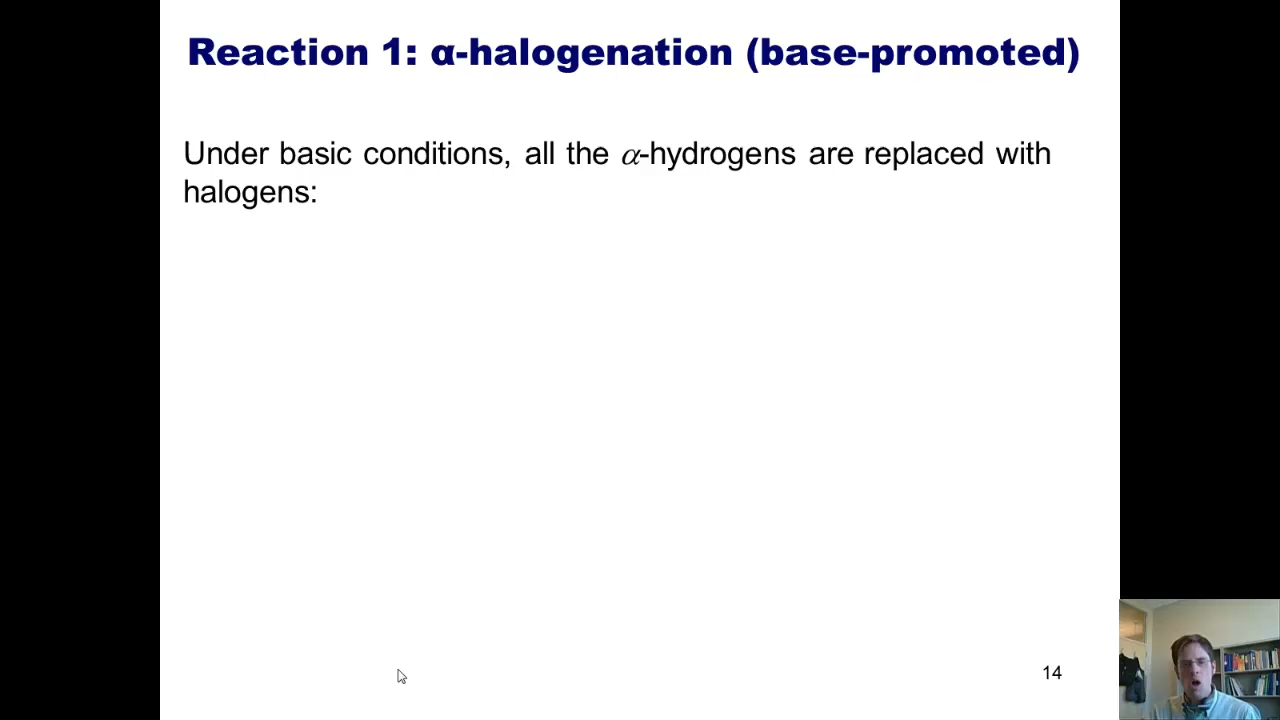 Reaction 1: α-halogenation (base-promoted)
Under basic conditions, all the α-hydrogens are replaced with
halogens:
14